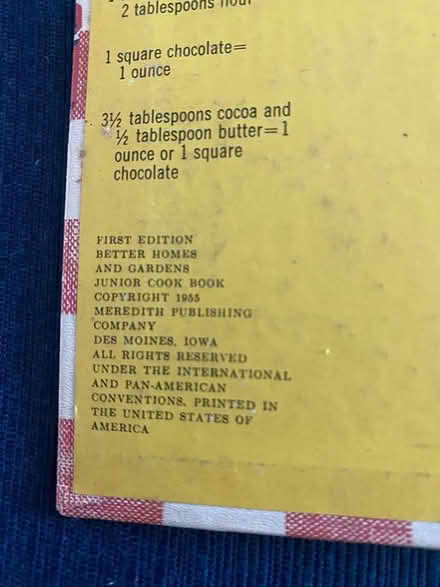 2 tablespoons flour
1 square chocolate=
1 ounce
3½ tablespoons cocoa and
½ tablespoon butter=1
ounce or 1 square
chocolate
FIRST EDITION
BETTER HOMES
AND GARDENS
JUNIOR COOK BOOK
COPYRIGHT 1955
MEREDITH PUBLISHING
COMPANY
DES MOINES, IOWA
ALL RIGHTS RESERVED
UNDER THE INTERNATIONAL
AND PAN-AMERICAN
CONVENTIONS. PRINTED IN
THE UNITED STATES OF
AMERICA